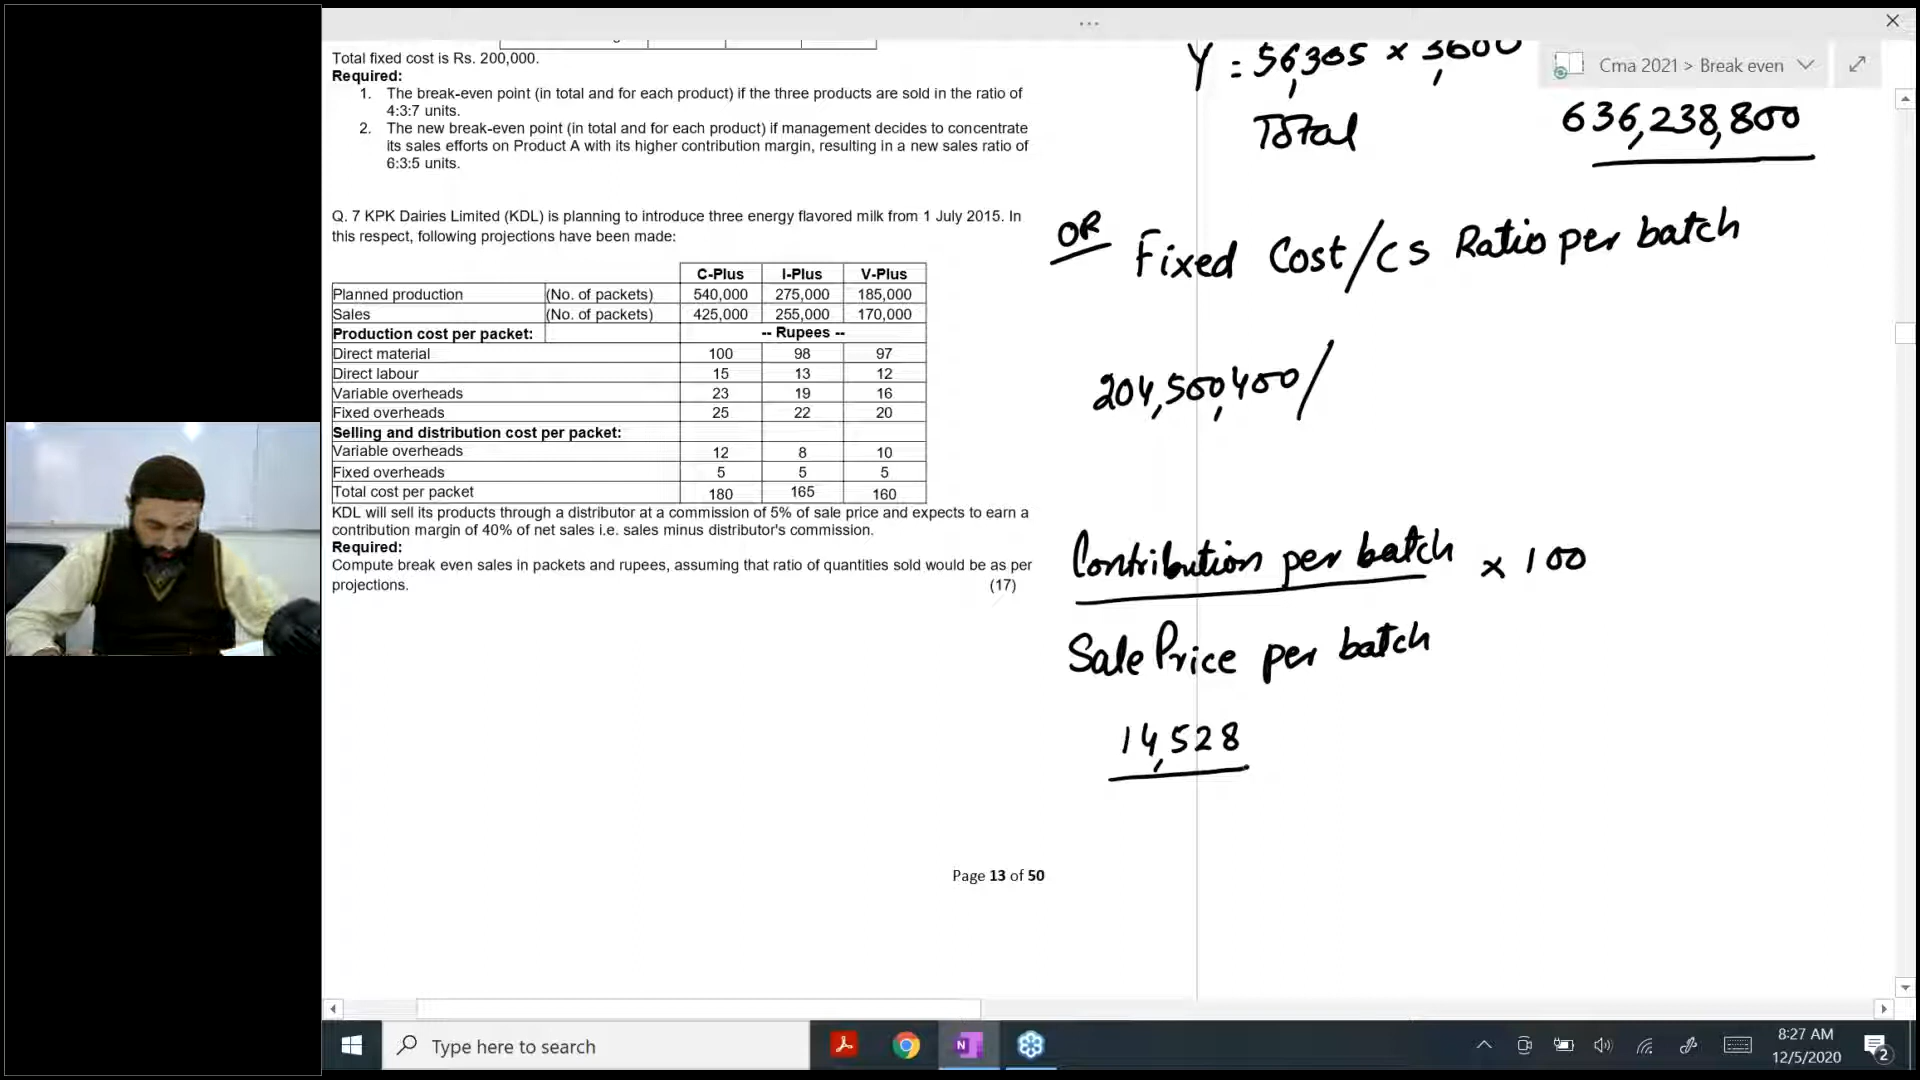 Total fixed cost is Rs. 200,000.
Required:
1. The break-even point (in total and for each product) if the three products are sold in the ratio of
4:3:7 units.
2. The new break-even point (in total and for each product) if management decides to concentrate
its sales efforts on Product A with its higher contribution margin, resulting in a new sales ratio of
6:3:5 units.
Q. 7 KPK Dairies Limited (KDL) is planning to introduce three energy flavored milk from 1 July 2015. In
this respect, following projections have been made:
C-Plus I-Plus V-Plus
Planned production (No. of packets) 540,000 275,000 185,000
Sales (No. of packets) 425,000 255,000 170,000
Production cost per packet: -- Rupees --
Direct material 100 98 97
Direct labour 15 13 12
Variable overheads 23 19 16
Fixed overheads 25 22 20
Selling and distribution cost per packet:
Variable overheads 12 8 10
Fixed overheads 5 5 5
Total cost per packet 180 165 160
KDL will sell its products through a distributor at a commission of 5% of sale price and expects to earn a
contribution margin of 40% of net sales i.e. sales minus distributor's commission.
Required:
Compute break even sales in packets and rupees, assuming that ratio of quantities sold would be as per
projections. (17)
Page 13 of 50
Y = 56,305 × 3600
Cma 2021 > Break even
Total 636,238,800
OR Fixed Cost/CS Ratio per batch
204,500,400/
Contribution per batch × 100
Sale Price per batch
14,528
Type here to search
8:27 AM
12/5/2020
2